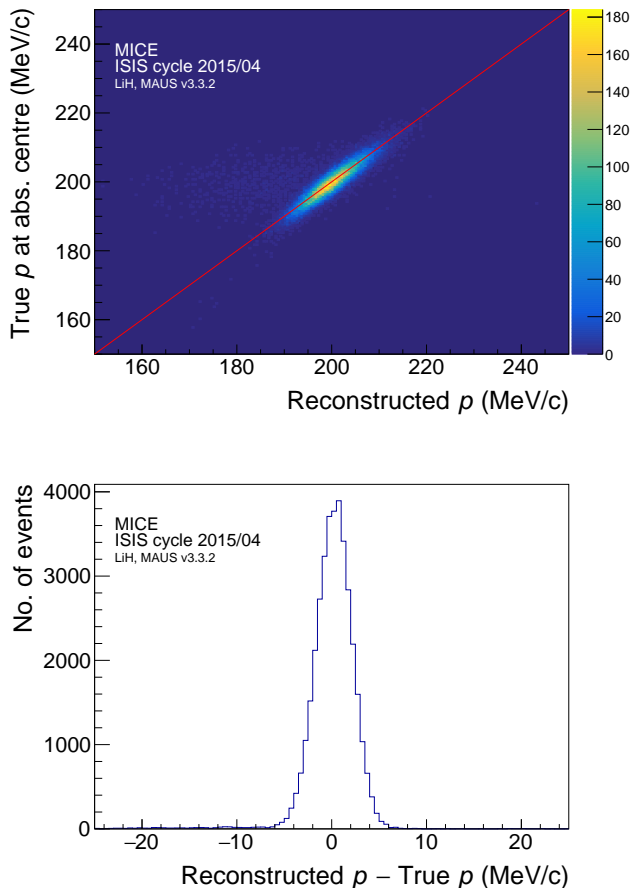 250
240
220
200
180
160
True p at abs. centre (MeV/c)
MICE
ISIS cycle 2015/04
LiH, MAUS v3.3.2
180
160
140
120
100
80
60
40
20
0
160 180 200 220 240
Reconstructed p (MeV/c)
4000
3000
2000
1000
0
No. of events
MICE
ISIS cycle 2015/04
LiH, MAUS v3.3.2
−20 −10 0 10 20
Reconstructed p − True p (MeV/c)